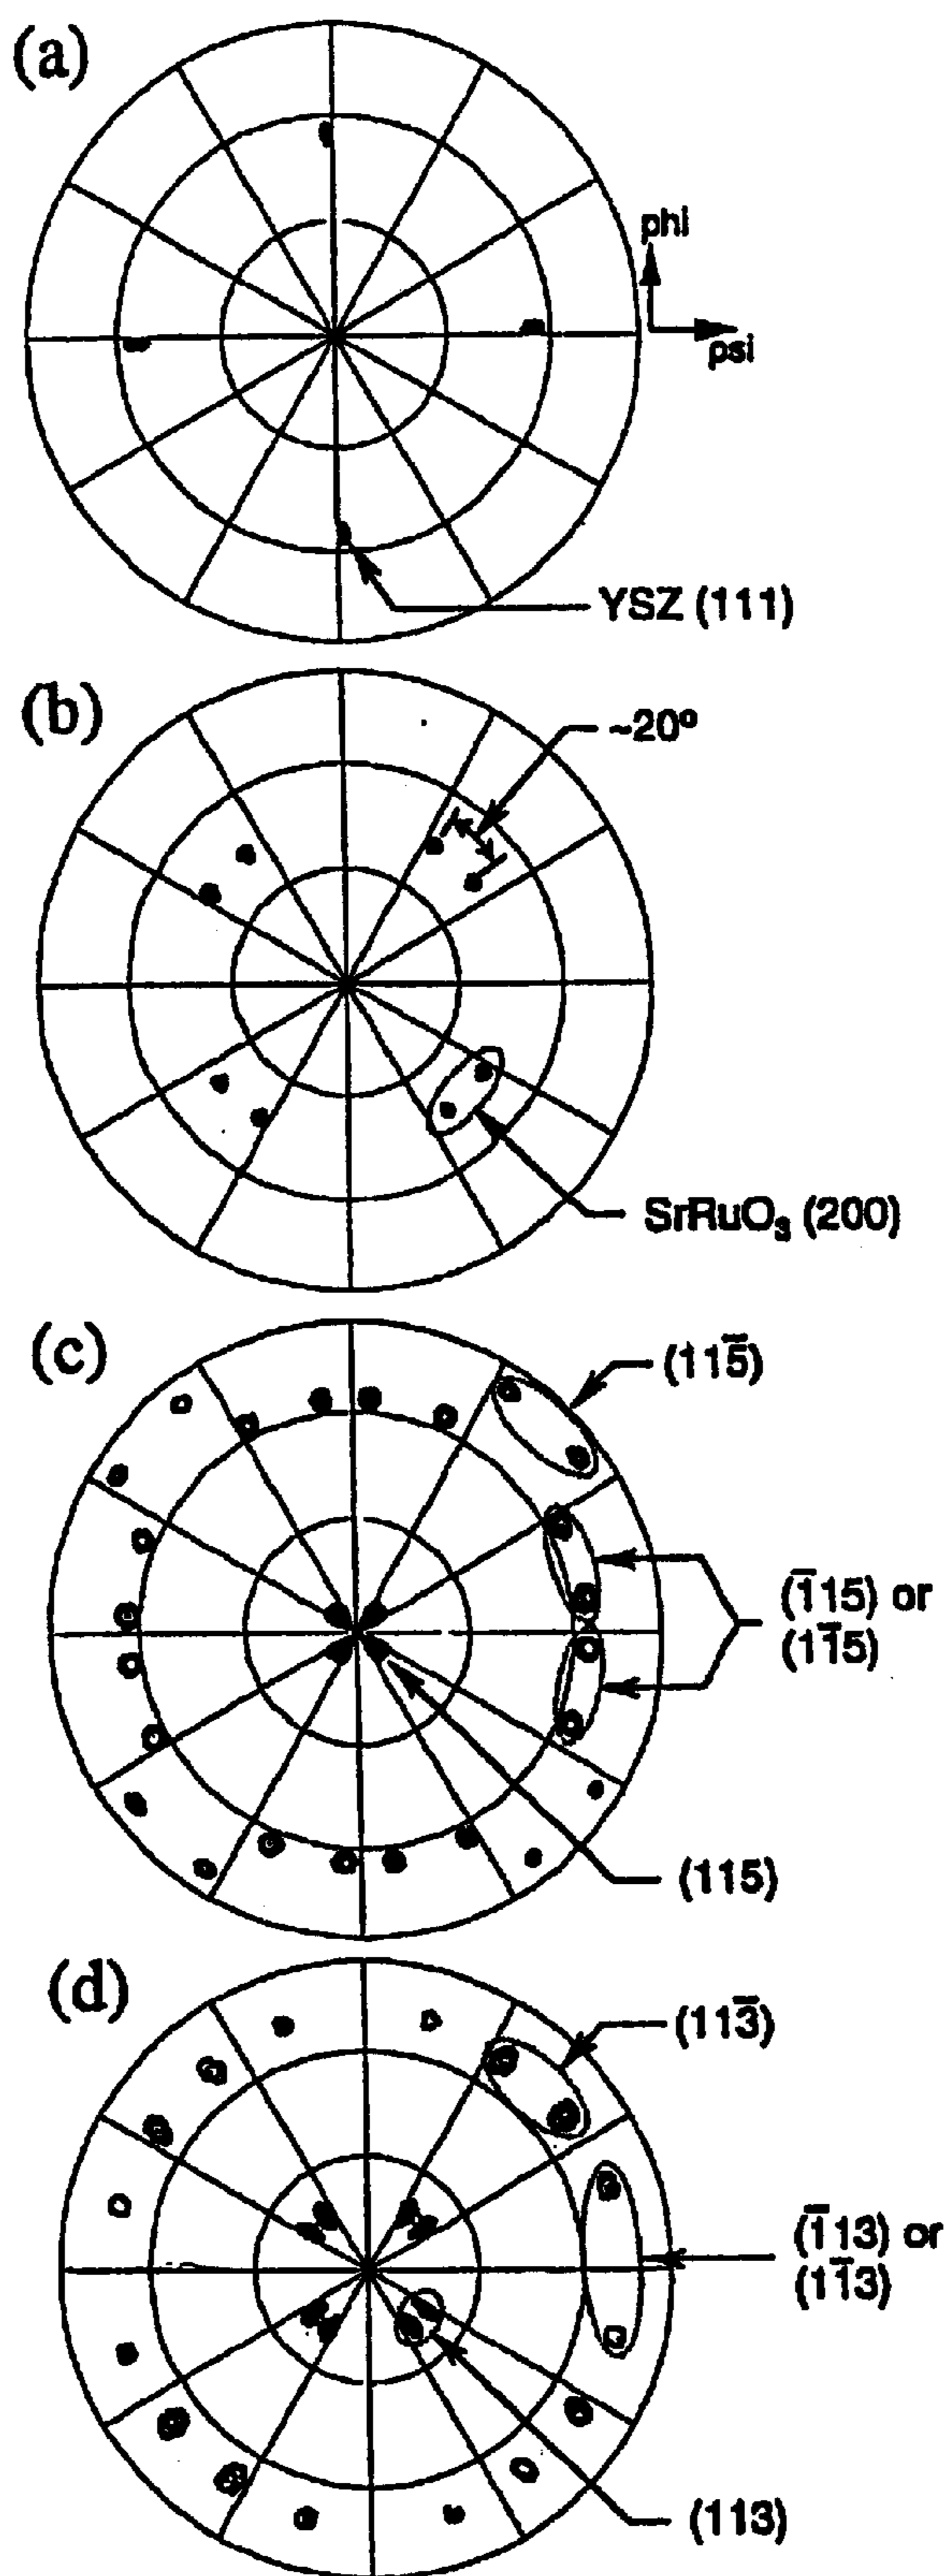 (a)
phi
psi
YSZ (111)
(b)
~20º
SrRuO₃ (200)
(c)
(115̅)
(1̅15) or
(11̅5)
(115)
(d)
(113̅)
(1̅13) or
(11̅3)
(113)